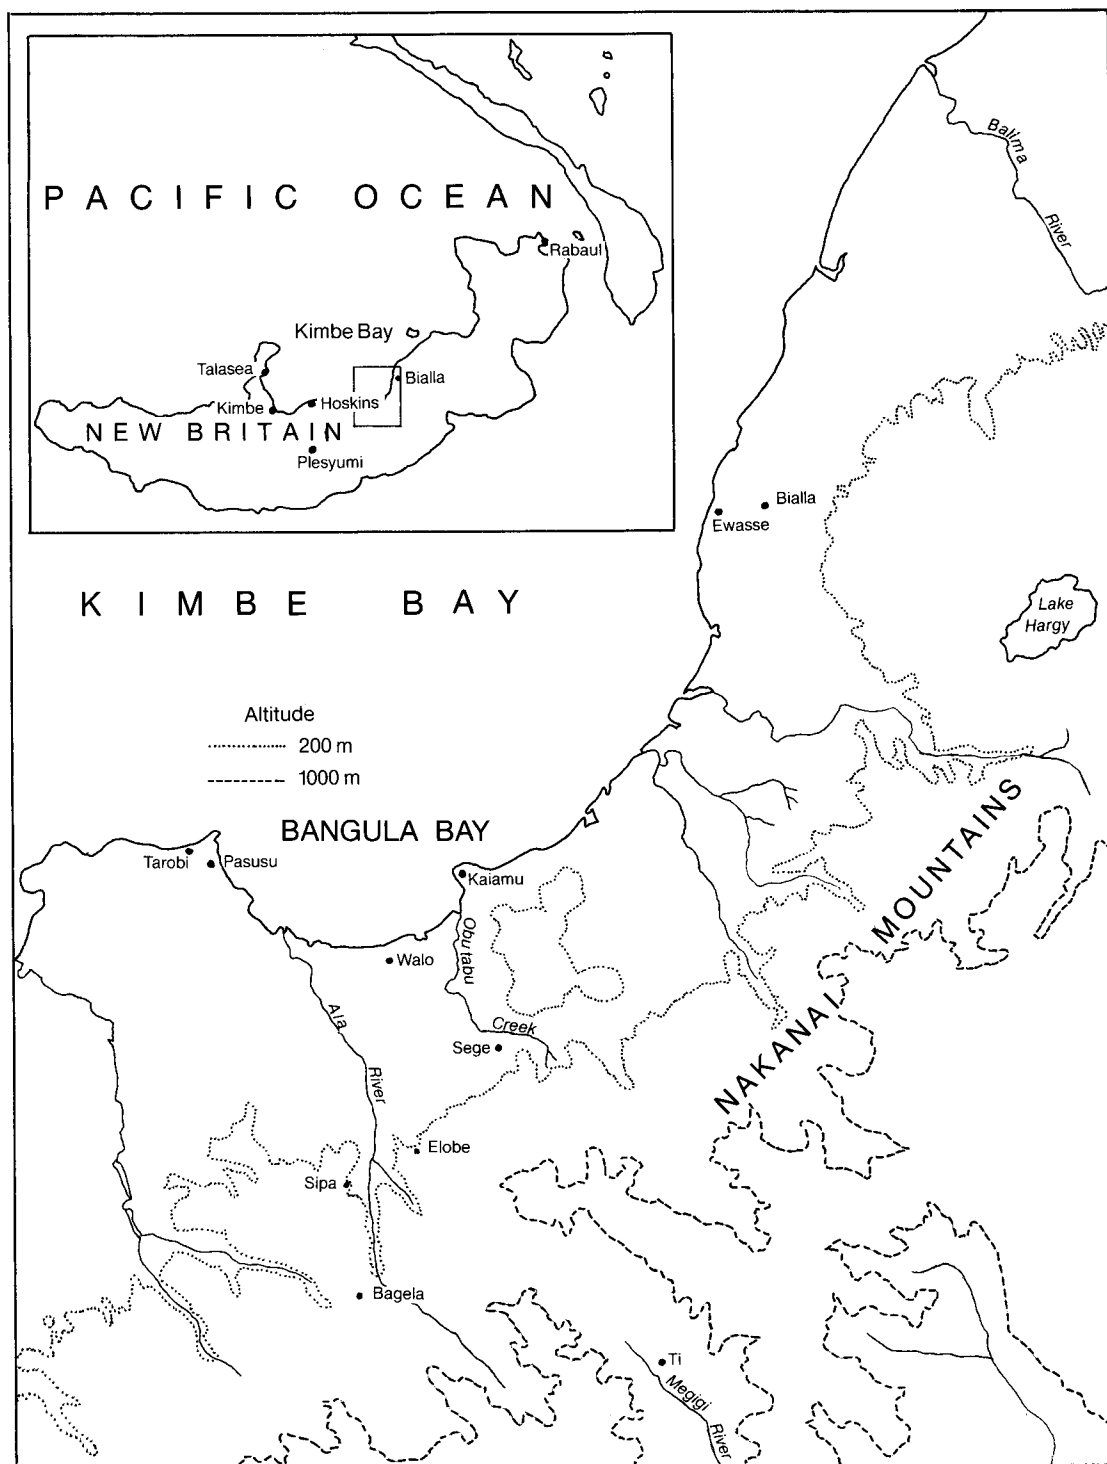 PACIFIC OCEAN
Rabaul
Kimbe Bay
Talasea
Bialla
Kimbe
Hoskins
NEW BRITAIN
Plesyumi
Balima
River
Bialla
Ewasse
KIMBE BAY
Lake
Hargy
Altitude
200 m
1000 m
BANGULA BAY
Tarobi
Pasusu
Kaiamu
NAKANAI MOUNTAINS
Obutabu
Creek
Walo
Ala
River
Sege
Elobe
Sipa
Bagela
Ti
Megigi
River